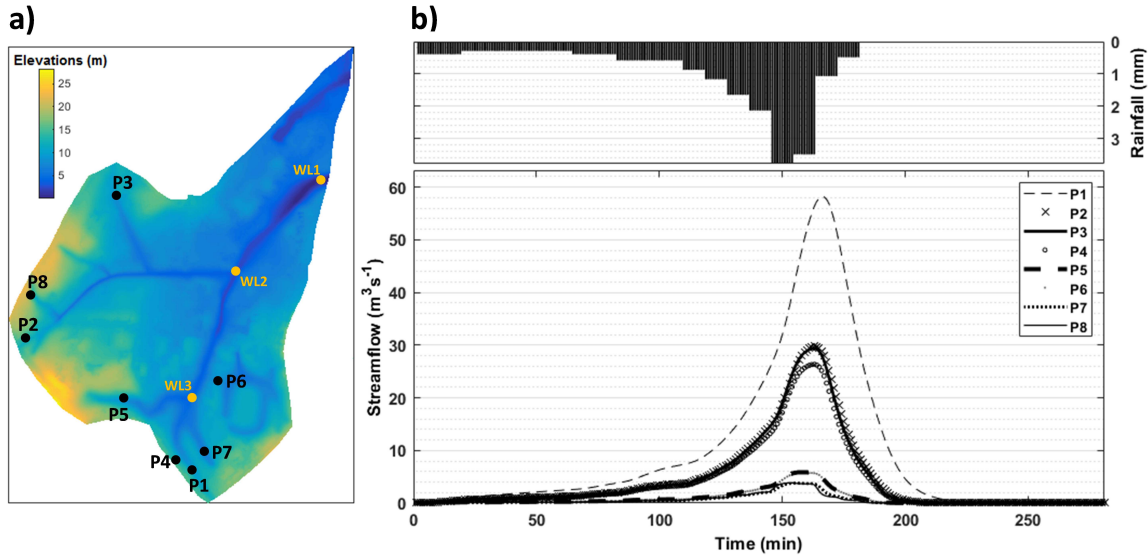 a)
Elevations (m)
25
20
15
10
5
WL1
P3
WL2
P8
P2
WL3
P6
P5
P7
P4
P1
b)
0
1
2
3
Rainfall (mm)
60
50
40
30
20
10
0
Streamflow (m³s⁻¹)
P1
P2
P3
P4
P5
P6
P7
P8
0 50 100 150 200 250
Time (min)